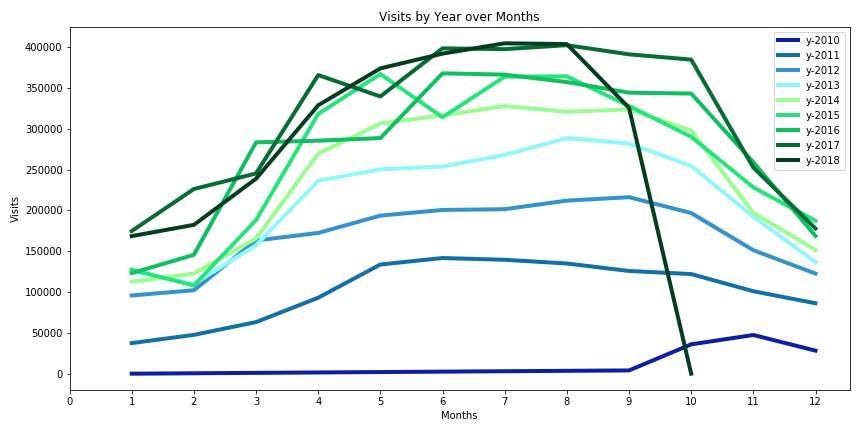 Visits by Year over Months
400000
350000
300000
250000
200000
150000
100000
50000
0
Visits
0 1 2 3 4 5 6 7 8 9 10 11 12
Months
y-2010
y-2011
y-2012
y-2013
y-2014
y-2015
y-2016
y-2017
y-2018